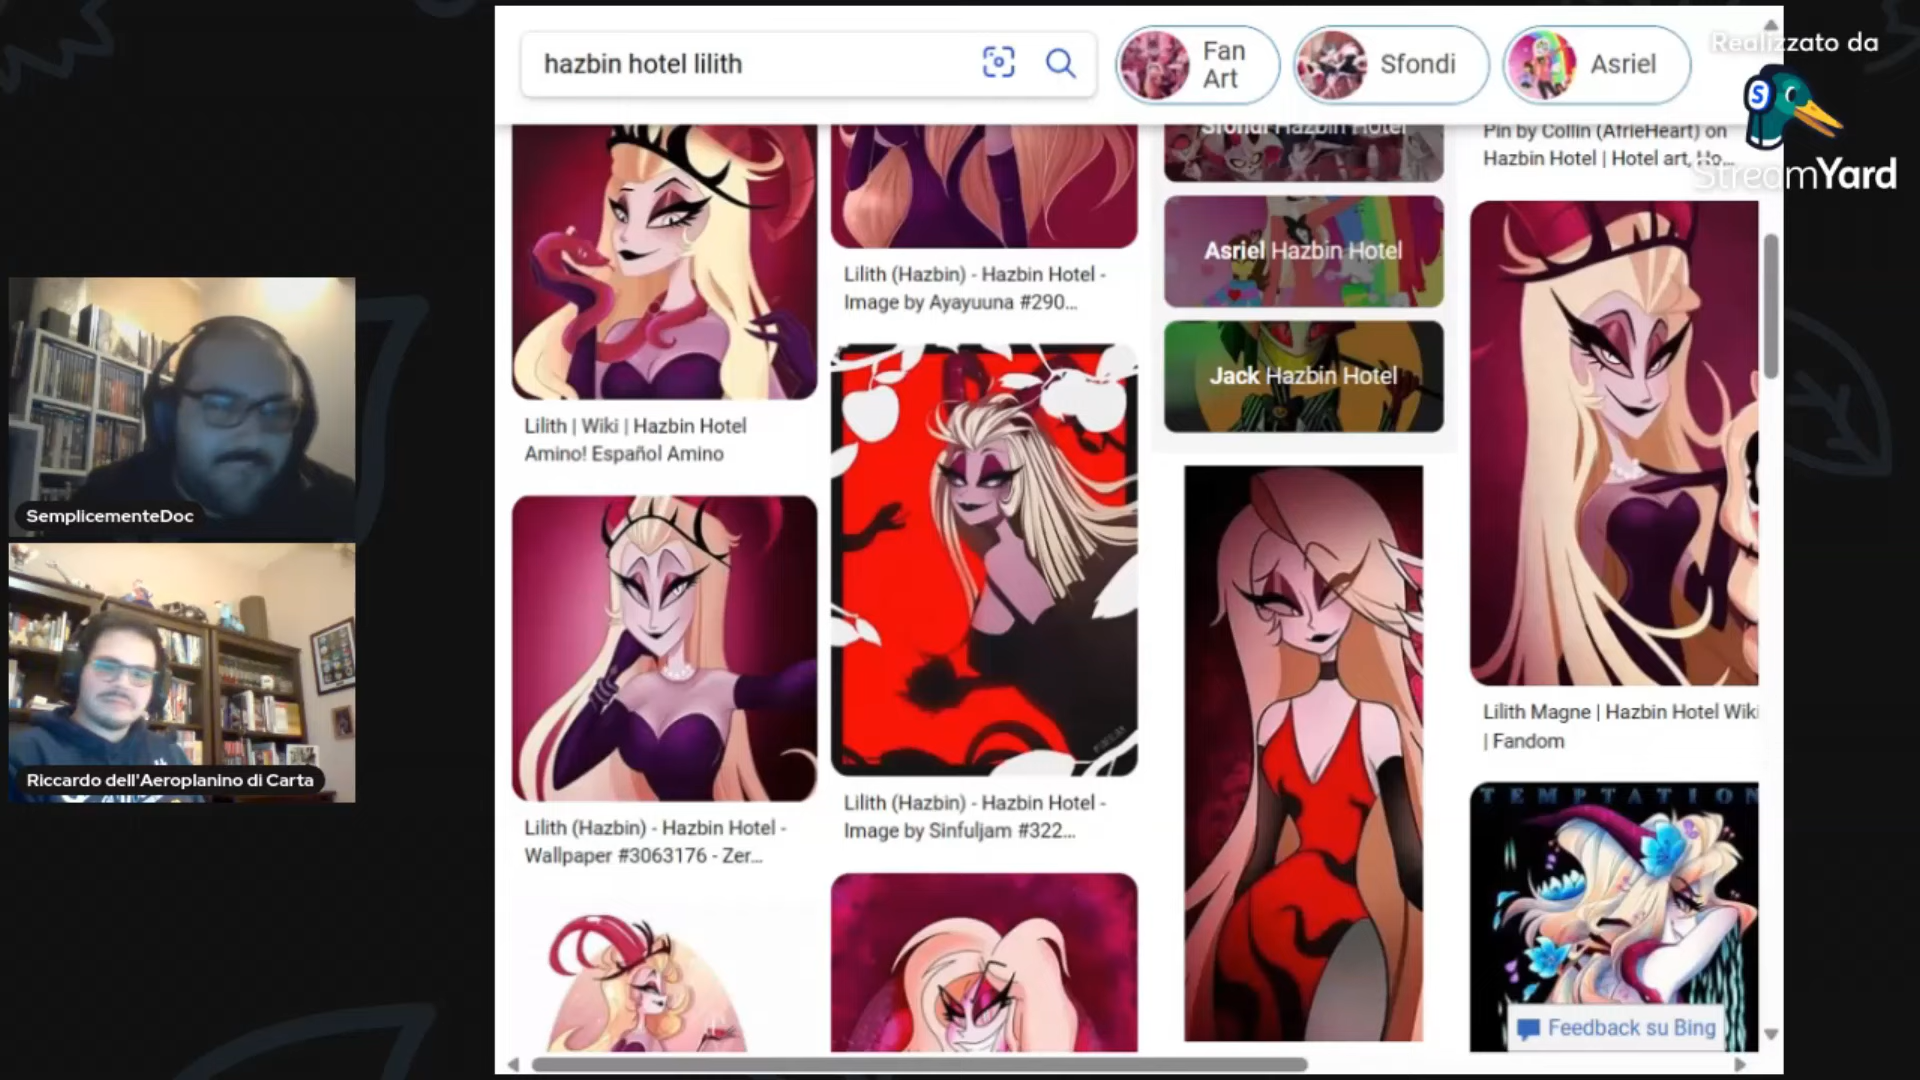 hazbin hotel lilith
Fan
Art
Sfondi
Asriel
Realizzato da
StreamYard
SemplicementeDoc
Riccardo dell'Aeroplanino di Carta
Lilith | Wiki | Hazbin Hotel
Amino! Español Amino
Lilith (Hazbin) - Hazbin Hotel -
Wallpaper #3063176 - Zer...
Lilith (Hazbin) - Hazbin Hotel -
Image by Ayayuuna #290...
Lilith (Hazbin) - Hazbin Hotel -
Image by Sinfuljam #322...
Sfondi Hazbin Hotel
Asriel Hazbin Hotel
Jack Hazbin Hotel
Pin by Collin (AfrieHeart) on
Hazbin Hotel | Hotel art, Ho...
Lilith Magne | Hazbin Hotel Wiki
| Fandom
TEMPTATION
Feedback su Bing